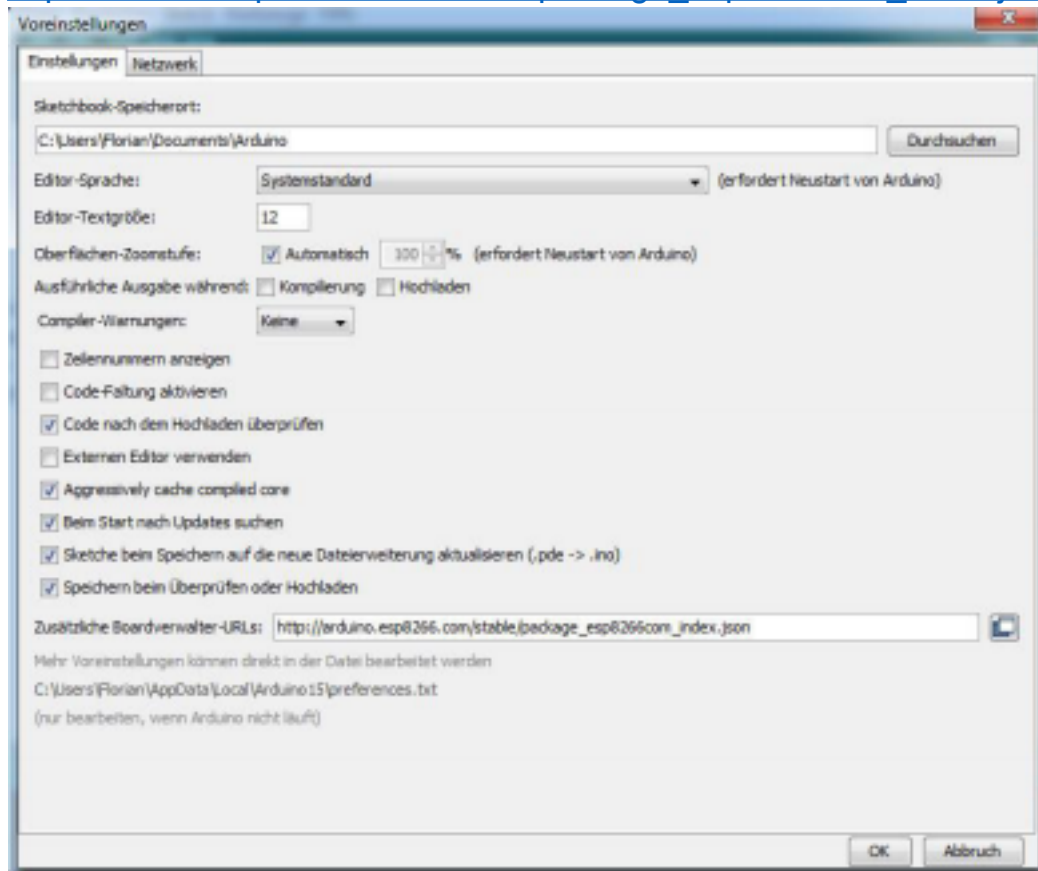 Voreinstellungen
Einstellungen Netzwerk
Sketchbook-Speicherort:
C:\Users\Florian\Documents\Arduino Durchsuchen
Editor-Sprache: Systemstandard (erfordert Neustart von Arduino)
Editor-Textgröße: 12
Oberflächen-Zoomstufe: Automatisch 100 % (erfordert Neustart von Arduino)
Ausführliche Ausgabe während: Kompilierung Hochladen
Compiler-Warnungen: Keine
Zeilennummern anzeigen
Code-Faltung aktivieren
Code nach dem Hochladen überprüfen
Externen Editor verwenden
Aggressively cache compiled core
Beim Start nach Updates suchen
Sketche beim Speichern auf die neue Dateierweiterung aktualisieren (.pde -> .ino)
Speichern beim Überprüfen oder Hochladen
Zusätzliche Boardverwalter-URLs: http://arduino.esp8266.com/stable/package_esp8266com_index.json
Mehr Voreinstellungen können direkt in der Datei bearbeitet werden
C:\Users\Florian\AppData\Local\Arduino15\preferences.txt
(nur bearbeiten, wenn Arduino nicht läuft)
OK Abbruch